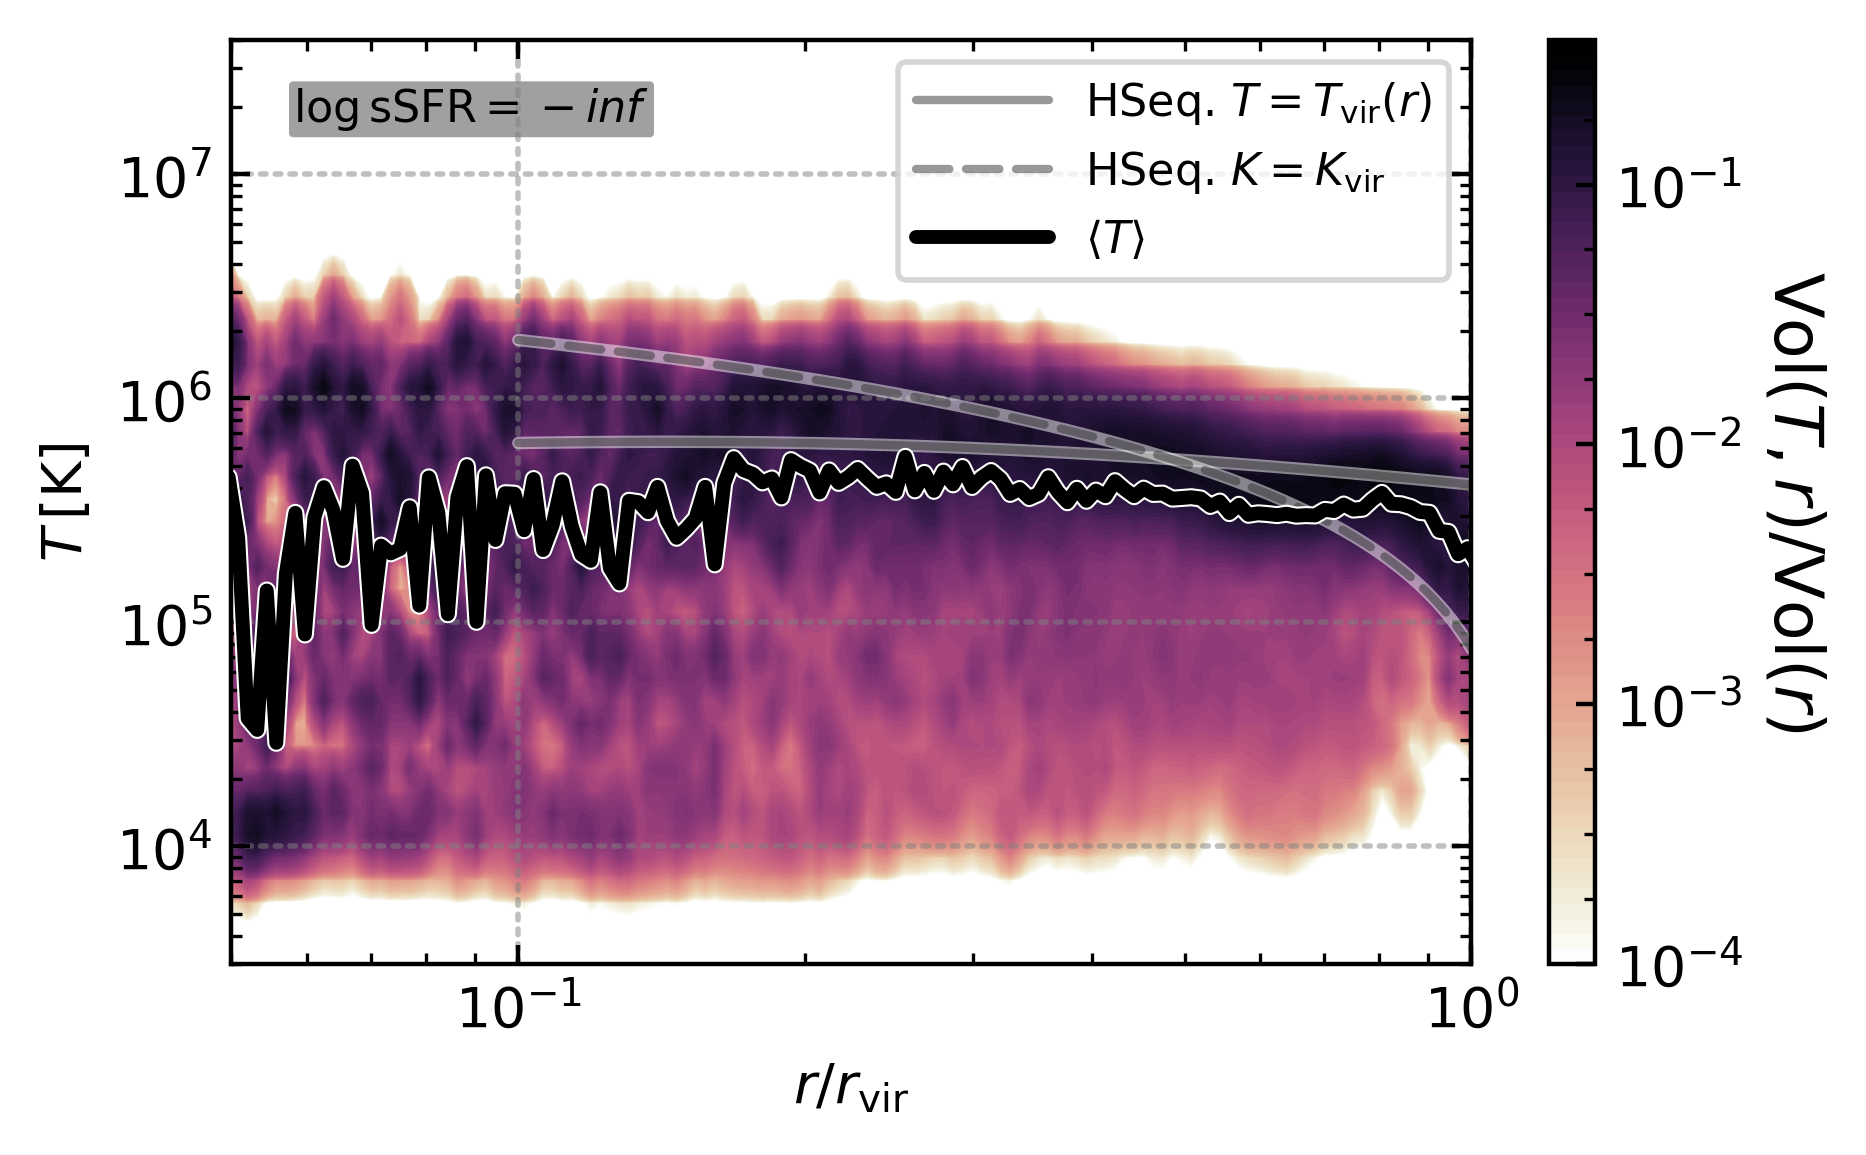 log sSFR = −inf
HSeq. T = T_vir(r)
HSeq. K = K_vir
⟨T⟩
10^7
10^6
10^5
10^4
T [K]
10^−1
10^0
r/r_vir
10^−1
10^−2
10^−3
10^−4
Vol(T, r)/Vol(r)